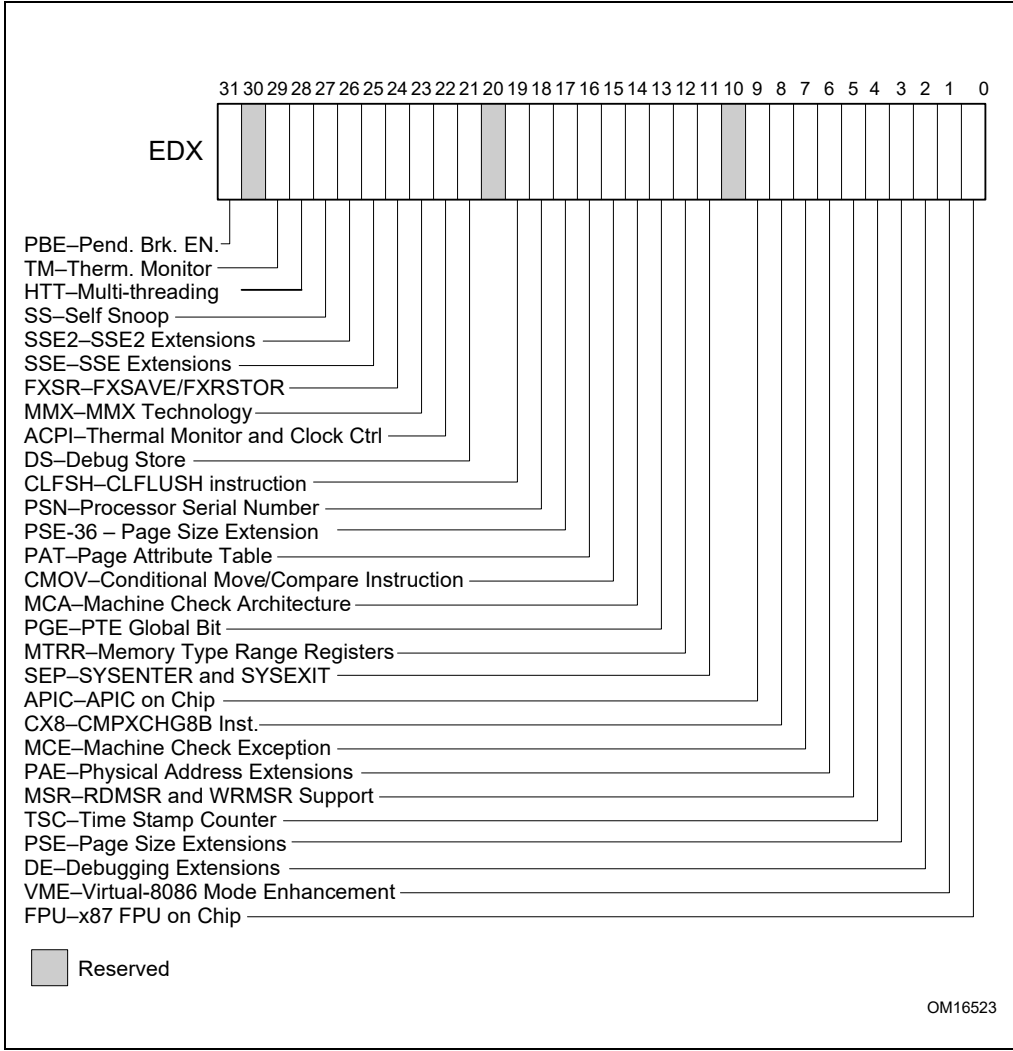 31 30 29 28 27 26 25 24 23 22 21 20 19 18 17 16 15 14 13 12 11 10 9 8 7 6 5 4 3 2 1 0
EDX
PBE–Pend. Brk. EN.
TM–Therm. Monitor
HTT–Multi-threading
SS–Self Snoop
SSE2–SSE2 Extensions
SSE–SSE Extensions
FXSR–FXSAVE/FXRSTOR
MMX–MMX Technology
ACPI–Thermal Monitor and Clock Ctrl
DS–Debug Store
CLFSH–CLFLUSH instruction
PSN–Processor Serial Number
PSE-36 – Page Size Extension
PAT–Page Attribute Table
CMOV–Conditional Move/Compare Instruction
MCA–Machine Check Architecture
PGE–PTE Global Bit
MTRR–Memory Type Range Registers
SEP–SYSENTER and SYSEXIT
APIC–APIC on Chip
CX8–CMPXCHG8B Inst.
MCE–Machine Check Exception
PAE–Physical Address Extensions
MSR–RDMSR and WRMSR Support
TSC–Time Stamp Counter
PSE–Page Size Extensions
DE–Debugging Extensions
VME–Virtual-8086 Mode Enhancement
FPU–x87 FPU on Chip
Reserved
OM16523